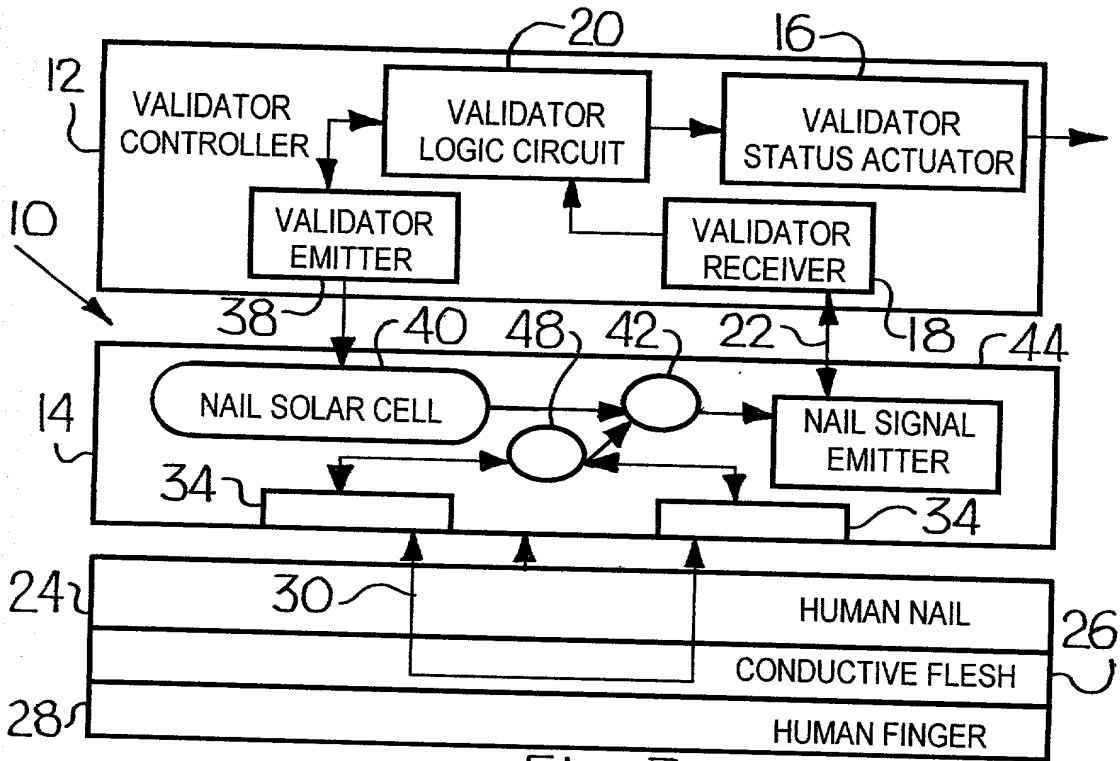 20
16
12
VALIDATOR
CONTROLLER
VALIDATOR
LOGIC CIRCUIT
VALIDATOR
STATUS ACTUATOR
10
VALIDATOR
EMITTER
VALIDATOR
RECEIVER
38
40
48
42
22
18
44
14
NAIL SOLAR CELL
NAIL SIGNAL
EMITTER
34
34
24
30
HUMAN NAIL
26
CONDUCTIVE FLESH
28
HUMAN FINGER